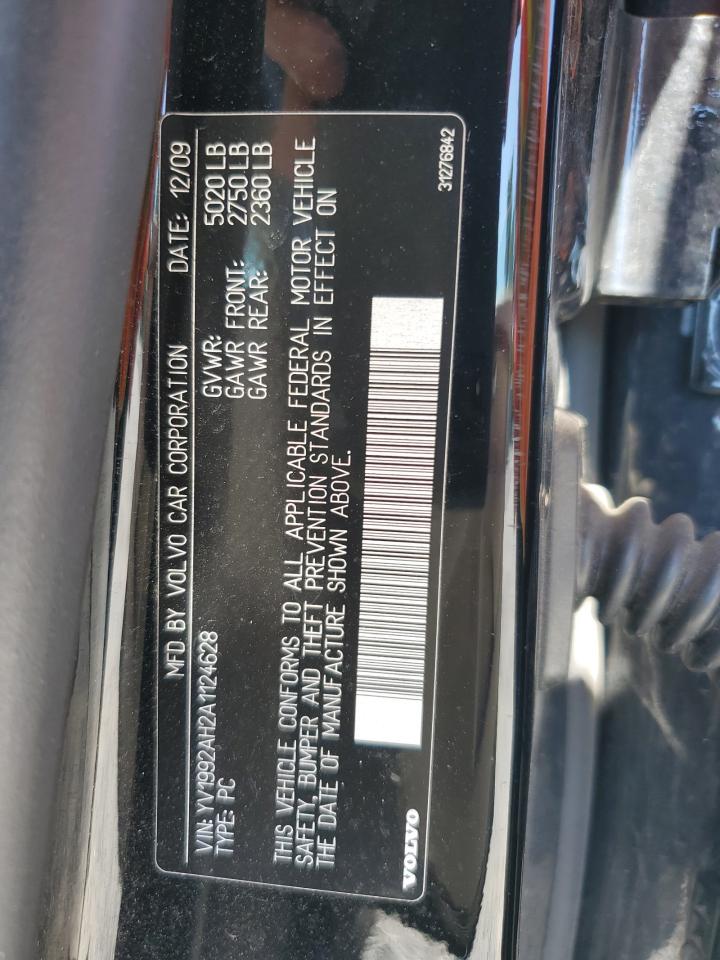 MFD BY VOLVO CAR CORPORATION DATE: 12/09
VIN: YV1992AH2A1124628
TYPE: PC
GVWR: 5020 LB
GAWR FRONT: 2750 LB
GAWR REAR: 2360 LB
THIS VEHICLE CONFORMS TO ALL APPLICABLE FEDERAL MOTOR VEHICLE
SAFETY, BUMPER AND THEFT PREVENTION STANDARDS IN EFFECT ON
THE DATE OF MANUFACTURE SHOWN ABOVE.
VOLVO
31276842